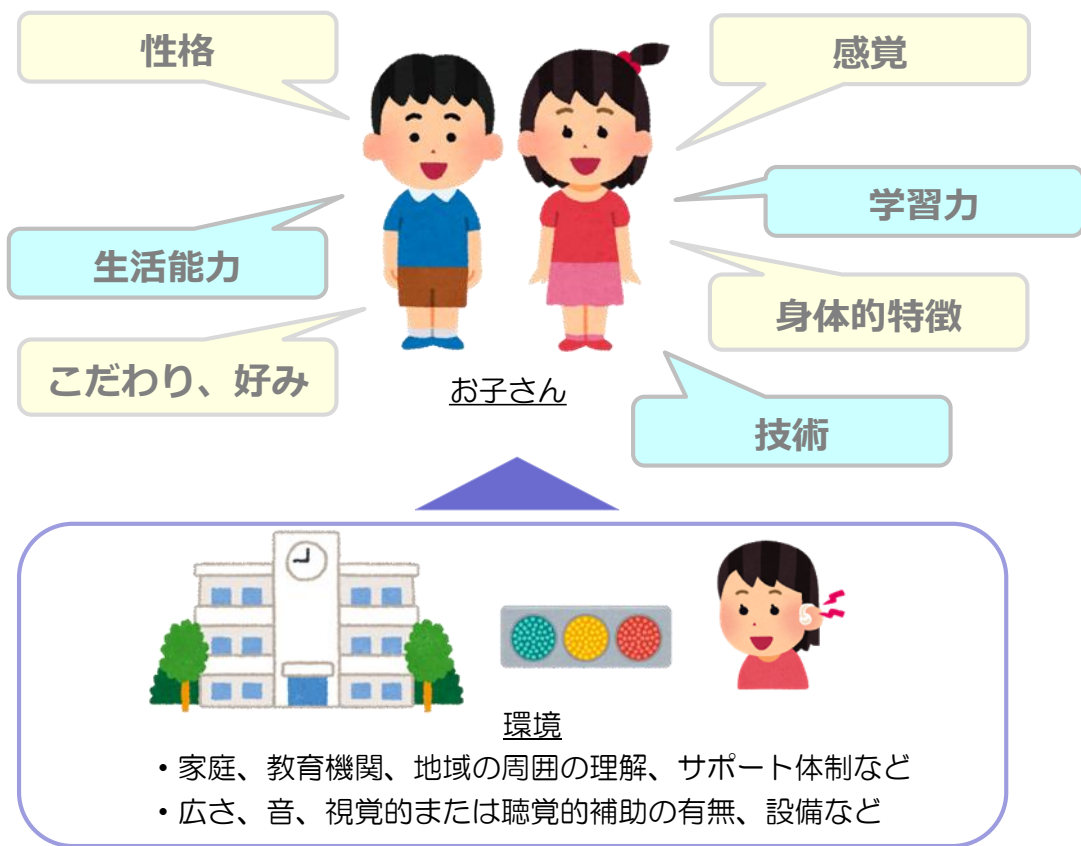 性格
感覚
学習力
生活能力
身体的特徴
こだわり、好み
お子さん
技術
環境
・家庭、教育機関、地域の周囲の理解、サポート体制など
・広さ、音、視覚的または聴覚的補助の有無、設備など